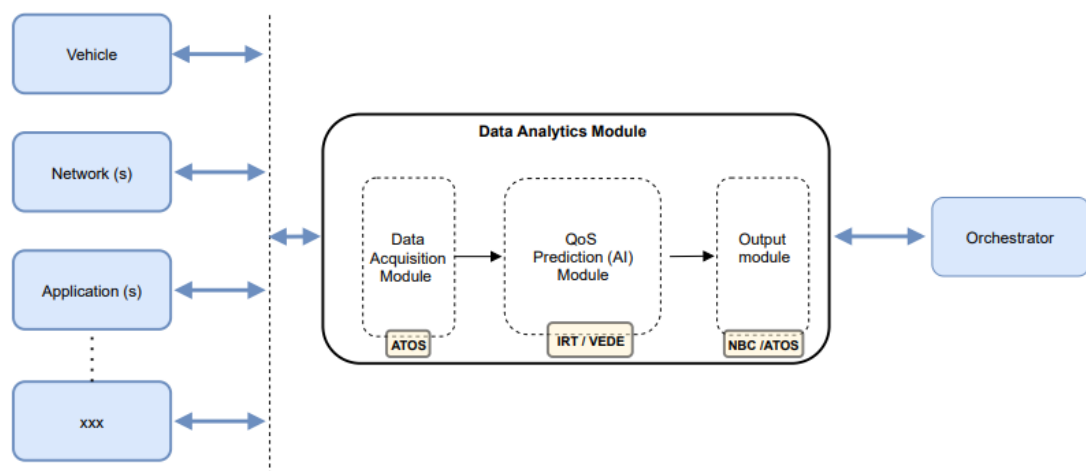 Vehicle
Network (s)
Application (s)
xxx
Data Analytics Module
Data
Acquisition
Module
ATOS
QoS
Prediction (AI)
Module
IRT / VEDE
Output
module
NBC /ATOS
Orchestrator